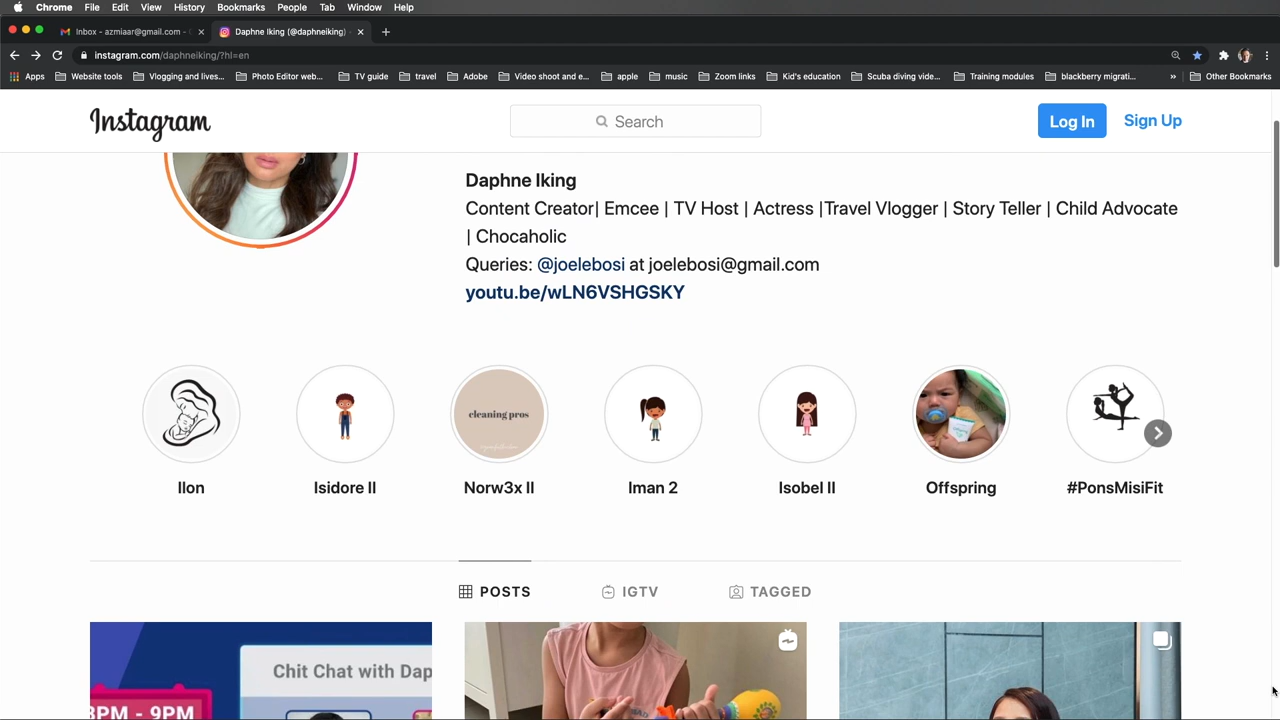 Chrome File Edit View History Bookmarks People Tab Window Help
Inbox - azmiaar@gmail.com -
Daphne Iking (@daphneiking)
instagram.com/daphneiking/?hl=en
Apps Website tools Vlogging and lives... Photo Editor web... TV guide travel Adobe Video shoot and e... apple music Zoom links Kid's education Scuba diving vide... Training modules blackberry migrati... » Other Bookmarks
Instagram
Search
Log In
Sign Up
Daphne Iking
Content Creator| Emcee | TV Host | Actress |Travel Vlogger | Story Teller | Child Advocate
| Chocaholic
Queries: @joelebosi at joelebosi@gmail.com
youtu.be/wLN6VSHGSKY
cleaning pros
Ilon
Isidore II
Norw3x II
Iman 2
Isobel II
Offspring
#PonsMisiFit
POSTS
IGTV
TAGGED
Chit Chat with Dap
8PM - 9PM